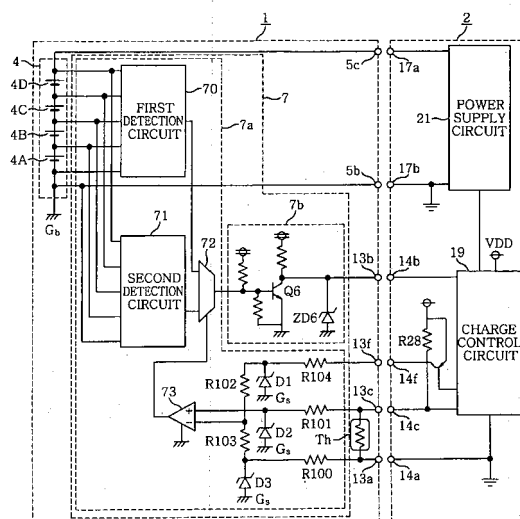 1
2
4
5c
17a
4D
4C
4B
4A
FIRST DETECTION CIRCUIT
70
7
7a
POWER SUPPLY CIRCUIT
21
5b
17b
Gb
71
72
7b
SECOND DETECTION CIRCUIT
Q6
ZD6
13b
14b
19
VDD
R28
CHARGE CONTROL CIRCUIT
13f
14f
D1
R104
R102
Gs
73
+
−
13c
R101
14c
D2
R103
Gs
Th
R100
D3
Gs
13a
14a